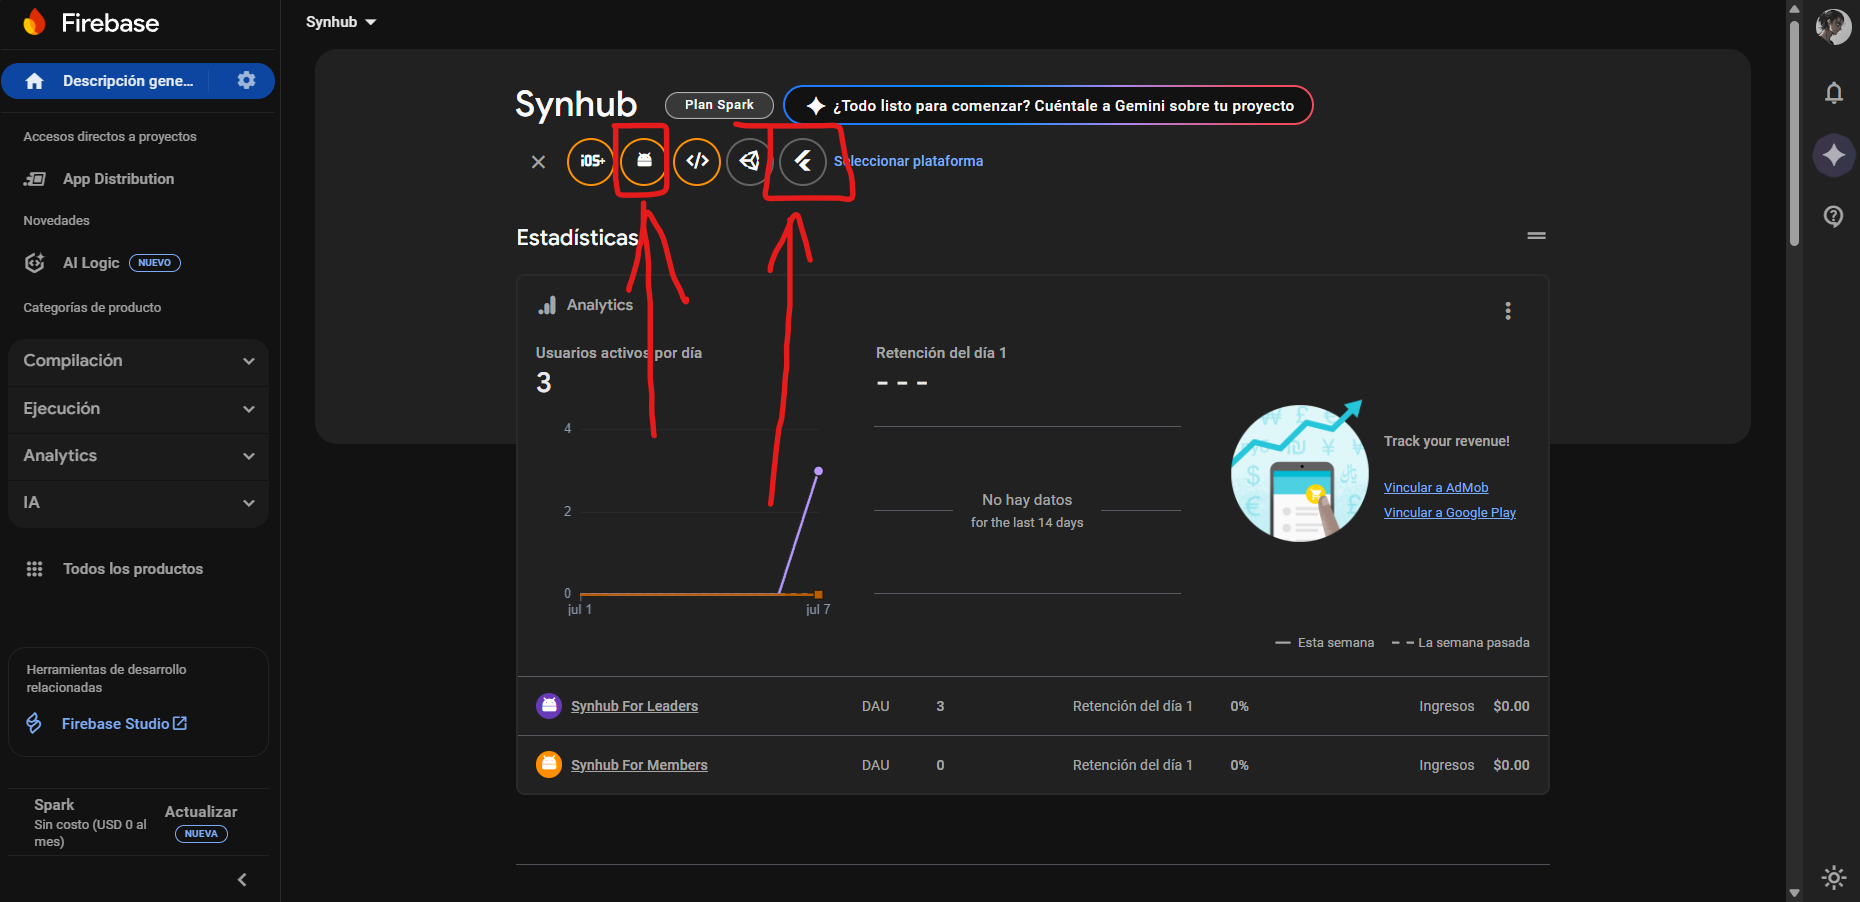 Firebase
Synhub
Descripción gene...
Accesos directos a proyectos
App Distribution
Novedades
AI Logic NUEVO
Categorías de producto
Compilación
Ejecución
Analytics
IA
Todos los productos
Herramientas de desarrollo
relacionadas
Firebase Studio
Spark
Sin costo (USD 0 al
mes)
Actualizar
NUEVA
Synhub Plan Spark ¿Todo listo para comenzar? Cuéntale a Gemini sobre tu proyecto
iOS+ </> Seleccionar plataforma
Estadísticas
Analytics
Usuarios activos por día
3
4
2
0
jul 1 jul 7
Retención del día 1
- - -
No hay datos
for the last 14 days
Track your revenue!
Vincular a AdMob
Vincular a Google Play
Esta semana La semana pasada
Synhub For Leaders DAU 3 Retención del día 1 0% Ingresos $0.00
Synhub For Members DAU 0 Retención del día 1 0% Ingresos $0.00